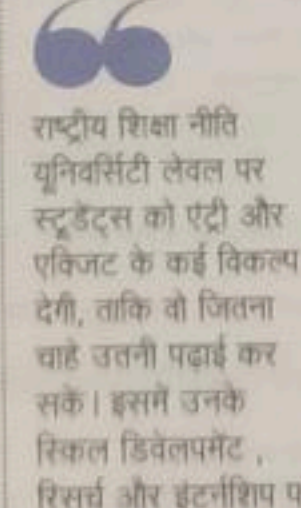 राष्ट्रीय शिक्षा नीति
यूनिवर्सिटी लेवल पर
स्टूडेंट्स को एंट्री और
एक्जिट के कई विकल्प
देगी, ताकि वो जितना
चाहे उतनी पढ़ाई कर
सकें। इसमें उनके
स्किल डिवेलपमेंट ,
रिसर्च और इंटर्नशिप